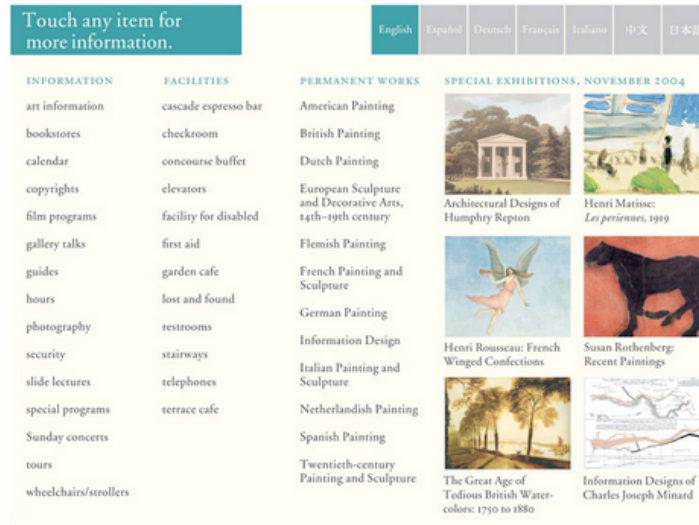 Touch any item for
more information.
English Español Deutsch Français Italiano 中文 日本語
INFORMATION
art information
bookstores
calendar
copyrights
film programs
gallery talks
guides
hours
photography
security
slide lectures
special programs
Sunday concerts
tours
wheelchairs/strollers
FACILITIES
cascade espresso bar
checkroom
concourse buffet
elevators
facility for disabled
first aid
garden cafe
lost and found
restrooms
stairways
telephones
terrace cafe
PERMANENT WORKS
American Painting
British Painting
Dutch Painting
European Sculpture
and Decorative Arts,
14th–19th century
Flemish Painting
French Painting and
Sculpture
German Painting
Information Design
Italian Painting and
Sculpture
Netherlandish Painting
Spanish Painting
Twentieth-century
Painting and Sculpture
SPECIAL EXHIBITIONS, NOVEMBER 2004
Architectural Designs of
Humphry Repton
Henri Matisse:
Les periennes, 1919
Henri Rousseau: French
Winged Confections
Susan Rothenberg:
Recent Paintings
The Great Age of
Tedious British Water-
colors: 1750 to 1880
Information Designs of
Charles Joseph Minard